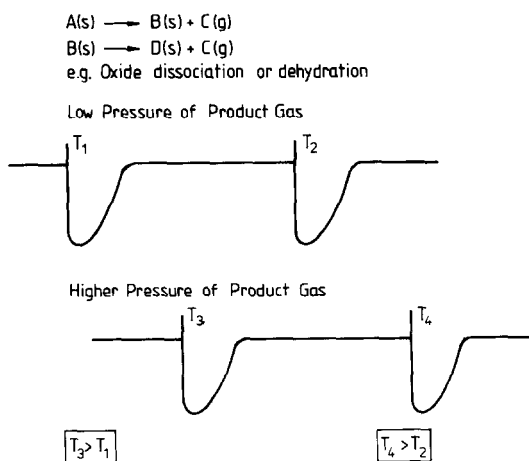 A(s) ⟶ B(s) + C(g)
B(s) ⟶ D(s) + C(g)
e.g. Oxide dissociation or dehydration
Low Pressure of Product Gas
T₁ T₂
Higher Pressure of Product Gas
T₃ T₄
T₃ > T₁ T₄ > T₂